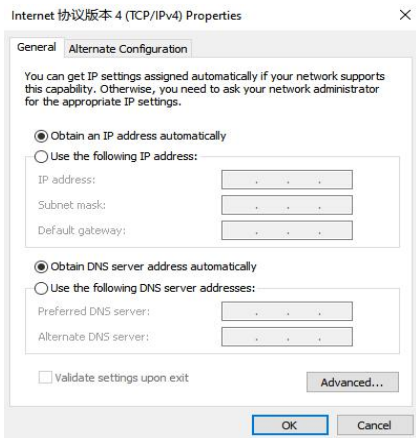 Internet 协议版本 4 (TCP/IPv4) Properties
General
Alternate Configuration
You can get IP settings assigned automatically if your network supports
this capability. Otherwise, you need to ask your network administrator
for the appropriate IP settings.
Obtain an IP address automatically
Use the following IP address:
IP address:
Subnet mask:
Default gateway:
Obtain DNS server address automatically
Use the following DNS server addresses:
Preferred DNS server:
Alternate DNS server:
Validate settings upon exit
Advanced...
OK
Cancel